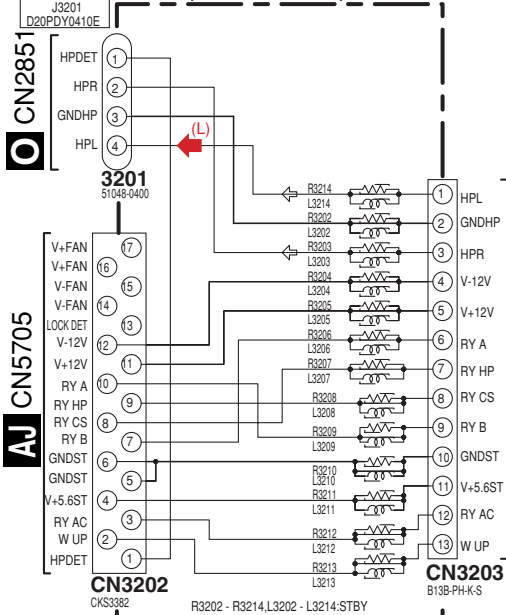 J3201
D20PDY0410E
O CN2851
HPDET 1
HPR 2
GNDHP 3
HPL 4
(L)
3201
51048-0400
AJ CN5705
V+FAN 17
V+FAN 16
V-FAN 15
V-FAN 14
LOCK DET 13
V-12V 12
V+12V 11
RY A 10
RY HP 9
RY CS 8
RY B 7
GNDST 6
GNDST 5
V+5.6ST 4
RY AC 3
W UP 2
HPDET 1
CN3202
CKS3382
R3214
L3214
R3202
L3202
R3203
L3203
R3204
L3204
R3205
L3205
R3206
L3206
R3207
L3207
R3208
L3208
R3209
L3209
R3210
L3210
R3211
L3211
R3212
L3212
R3213
L3213
1 HPL
2 GNDHP
3 HPR
4 V-12V
5 V+12V
6 RY A
7 RY HP
8 RY CS
9 RY B
10 GNDST
11 V+5.6ST
12 RY AC
13 W UP
CN3203
B13B-PH-K-S
R3202 - R3214,L3202 - L3214:STBY